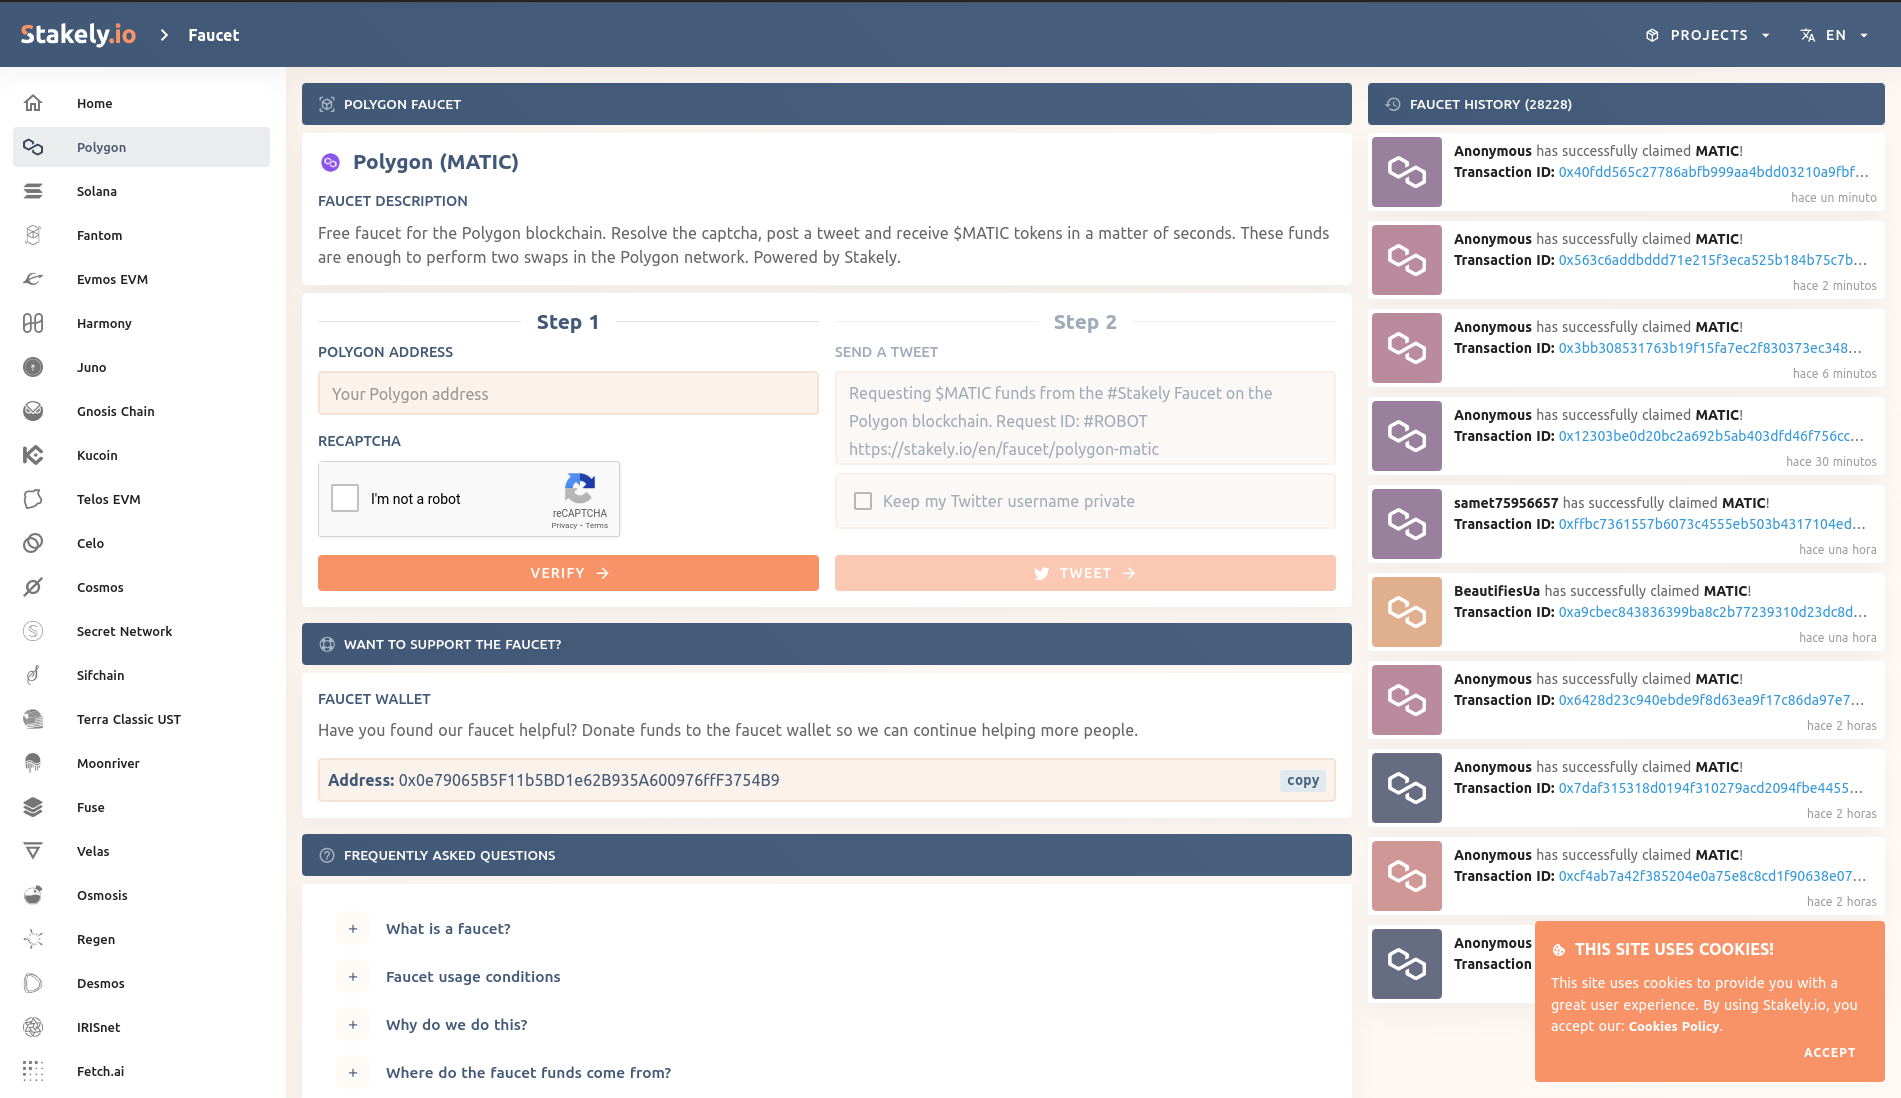 Stakely.io
Faucet
PROJECTS
EN
Home
Polygon
Solana
Fantom
Evmos EVM
Harmony
Juno
Gnosis Chain
Kucoin
Telos EVM
Celo
Cosmos
Secret Network
Sifchain
Terra Classic UST
Moonriver
Fuse
Velas
Osmosis
Regen
Desmos
IRISnet
Fetch.ai
POLYGON FAUCET
Polygon (MATIC)
FAUCET DESCRIPTION
Free faucet for the Polygon blockchain. Resolve the captcha, post a tweet and receive $MATIC tokens in a matter of seconds. These funds
are enough to perform two swaps in the Polygon network. Powered by Stakely.
Step 1
POLYGON ADDRESS
Your Polygon address
RECAPTCHA
I'm not a robot
reCAPTCHA
Privacy - Terms
VERIFY
Step 2
SEND A TWEET
Requesting $MATIC funds from the #Stakely Faucet on the
Polygon blockchain. Request ID: #ROBOT
https://stakely.io/en/faucet/polygon-matic
Keep my Twitter username private
TWEET
WANT TO SUPPORT THE FAUCET?
FAUCET WALLET
Have you found our faucet helpful? Donate funds to the faucet wallet so we can continue helping more people.
Address: 0x0e79065B5F11b5BD1e62B935A600976ffF3754B9
copy
FREQUENTLY ASKED QUESTIONS
+ What is a faucet?
+ Faucet usage conditions
+ Why do we do this?
+ Where do the faucet funds come from?
FAUCET HISTORY (28228)
Anonymous has successfully claimed MATIC!
Transaction ID: 0x40fdd565c27786abfb999aa4bdd03210a9fbf...
hace un minuto
Anonymous has successfully claimed MATIC!
Transaction ID: 0x563c6addbddd71e215f3eca525b184b75c7b...
hace 2 minutos
Anonymous has successfully claimed MATIC!
Transaction ID: 0x3bb308531763b19f15fa7ec2f830373ec348...
hace 6 minutos
Anonymous has successfully claimed MATIC!
Transaction ID: 0x12303be0d20bc2a692b5ab403dfd46f756cc...
hace 30 minutos
samet75956657 has successfully claimed MATIC!
Transaction ID: 0xffbc7361557b6073c4555eb503b4317104ed...
hace una hora
BeautifiesUa has successfully claimed MATIC!
Transaction ID: 0xa9cbec843836399ba8c2b77239310d23dc8d...
hace una hora
Anonymous has successfully claimed MATIC!
Transaction ID: 0x6428d23c940ebde9f8d63ea9f17c86da97e7...
hace 2 horas
Anonymous has successfully claimed MATIC!
Transaction ID: 0x7daf315318d0194f310279acd2094fbe4455...
hace 2 horas
Anonymous has successfully claimed MATIC!
Transaction ID: 0xcf4ab7a42f385204e0a75e8c8cd1f90638e07...
hace 2 horas
Anonymous
Transaction
THIS SITE USES COOKIES!
This site uses cookies to provide you with a
great user experience. By using Stakely.io, you
accept our: Cookies Policy.
ACCEPT